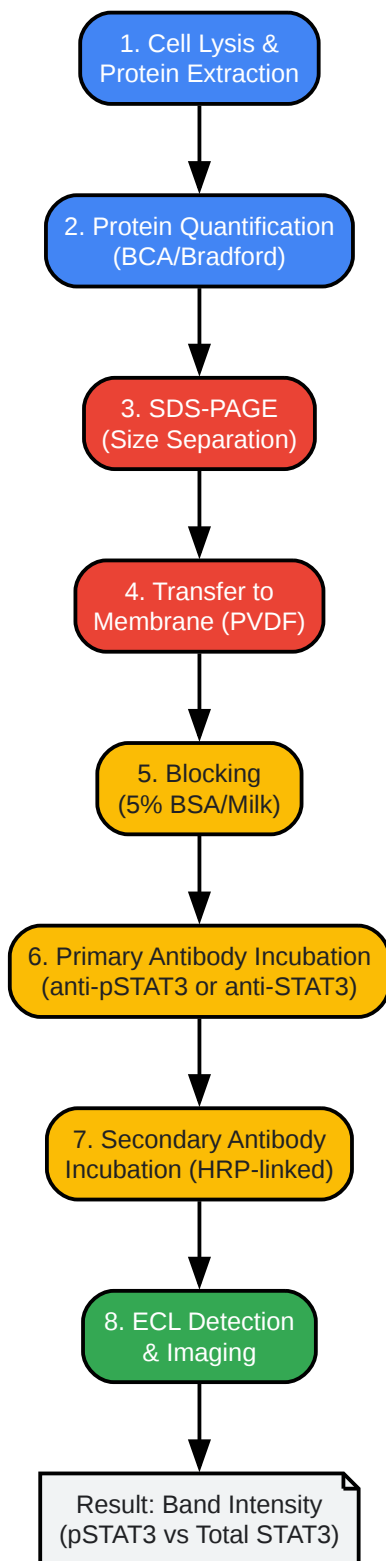 1. Cell Lysis &
Protein Extraction
2. Protein Quantification
(BCA/Bradford)
3. SDS-PAGE
(Size Separation)
4. Transfer to
Membrane (PVDF)
5. Blocking
(5% BSA/Milk)
6. Primary Antibody Incubation
(anti-pSTAT3 or anti-STAT3)
7. Secondary Antibody
Incubation (HRP-linked)
8. ECL Detection
& Imaging
Result: Band Intensity
(pSTAT3 vs Total STAT3)